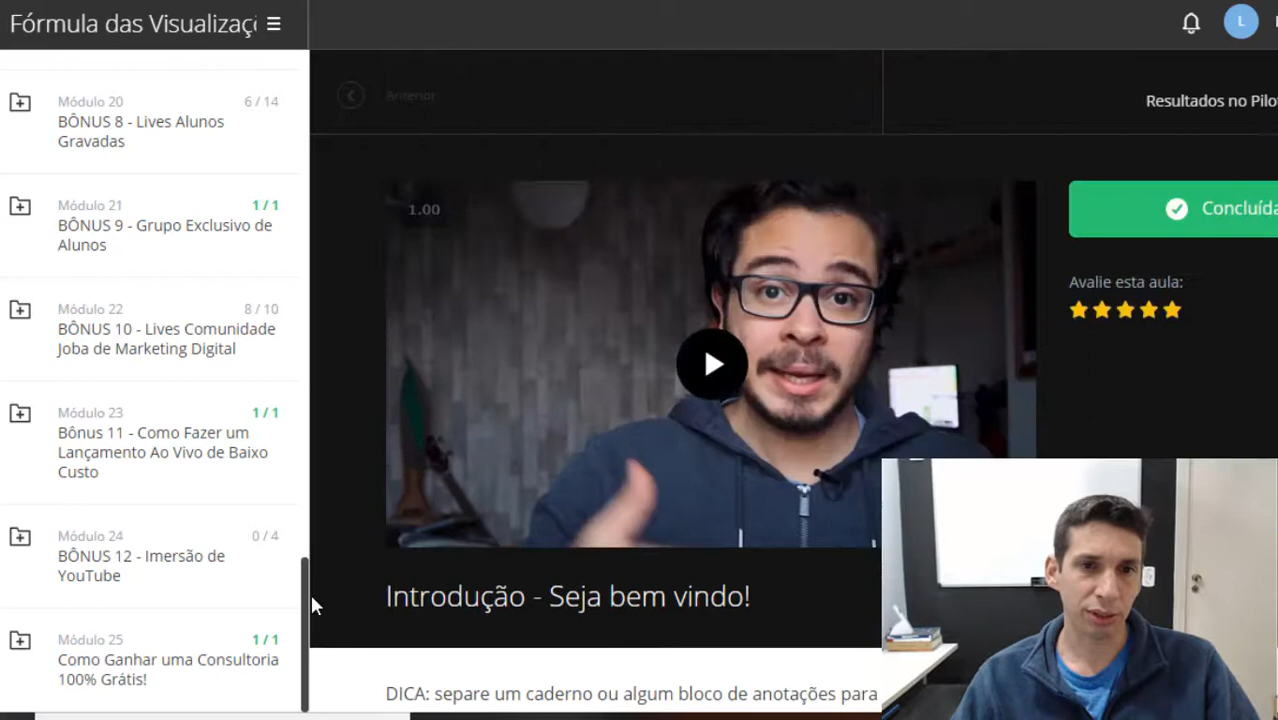 Fórmula das Visualizaç
L
Módulo 20 6 / 14
BÔNUS 8 - Lives Alunos
Gravadas
Módulo 21 1 / 1
BÔNUS 9 - Grupo Exclusivo de
Alunos
Módulo 22 8 / 10
BÔNUS 10 - Lives Comunidade
Joba de Marketing Digital
Módulo 23 1 / 1
Bônus 11 - Como Fazer um
Lançamento Ao Vivo de Baixo
Custo
Módulo 24 0 / 4
BÔNUS 12 - Imersão de
YouTube
Módulo 25 1 / 1
Como Ganhar uma Consultoria
100% Grátis!
Anterior
Resultados no Pilo
1.00
Concluída
Avalie esta aula:
Introdução - Seja bem vindo!
DICA: separe um caderno ou algum bloco de anotações para